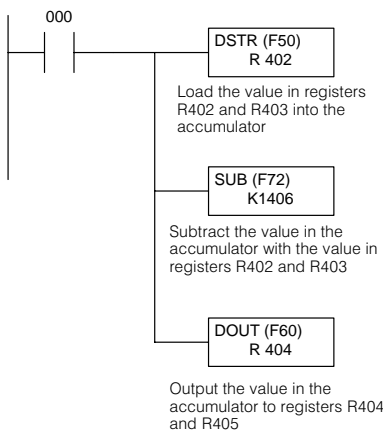 000
DSTR (F50)
R 402
Load the value in registers
R402 and R403 into the
accumulator
SUB (F72)
K1406
Subtract the value in the
accumulator with the value in
registers R402 and R403
DOUT (F60)
R 404
Output the value in the
accumulator to registers R404
and R405